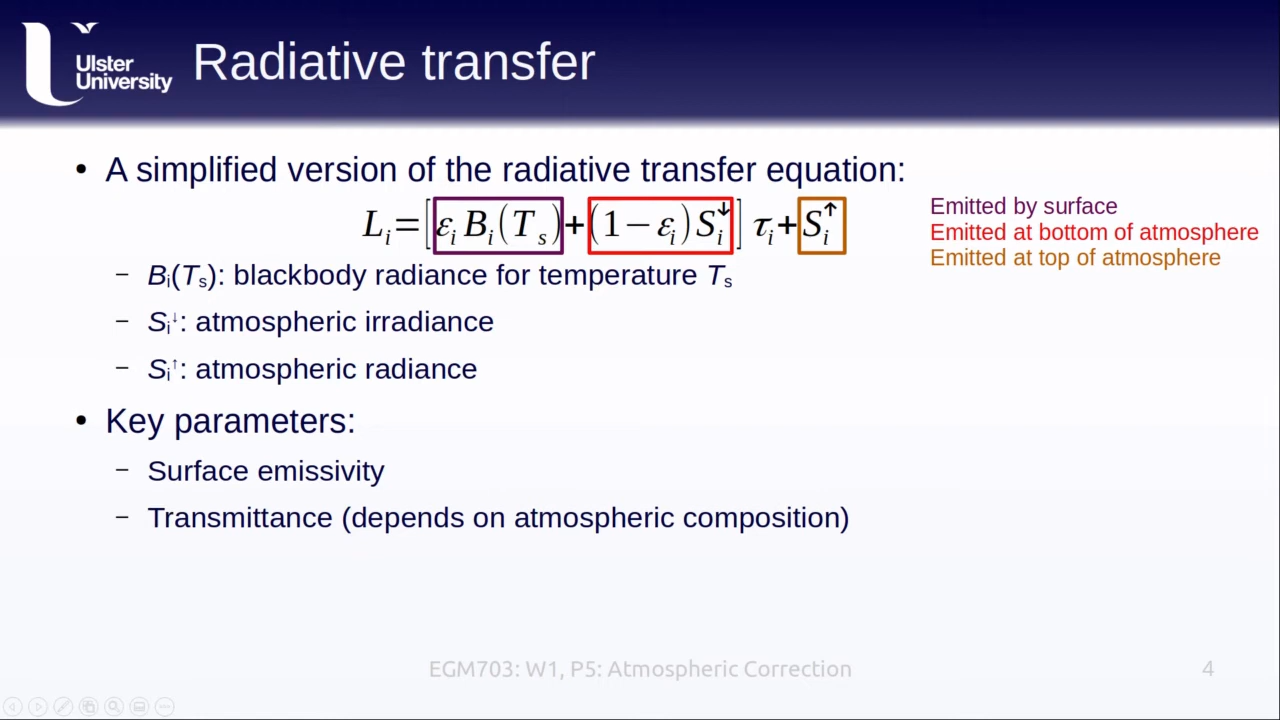 Ulster
University
Radiative transfer
• A simplified version of the radiative transfer equation:
Lᵢ=[εᵢ Bᵢ(Tₛ)+(1−εᵢ)Sᵢ↓] τᵢ+Sᵢ↑
Emitted by surface
Emitted at bottom of atmosphere
Emitted at top of atmosphere
– Bᵢ(Tₛ): blackbody radiance for temperature Tₛ
– Sᵢ↓: atmospheric irradiance
– Sᵢ↑: atmospheric radiance
• Key parameters:
– Surface emissivity
– Transmittance (depends on atmospheric composition)
EGM703: W1, P5: Atmospheric Correction
4